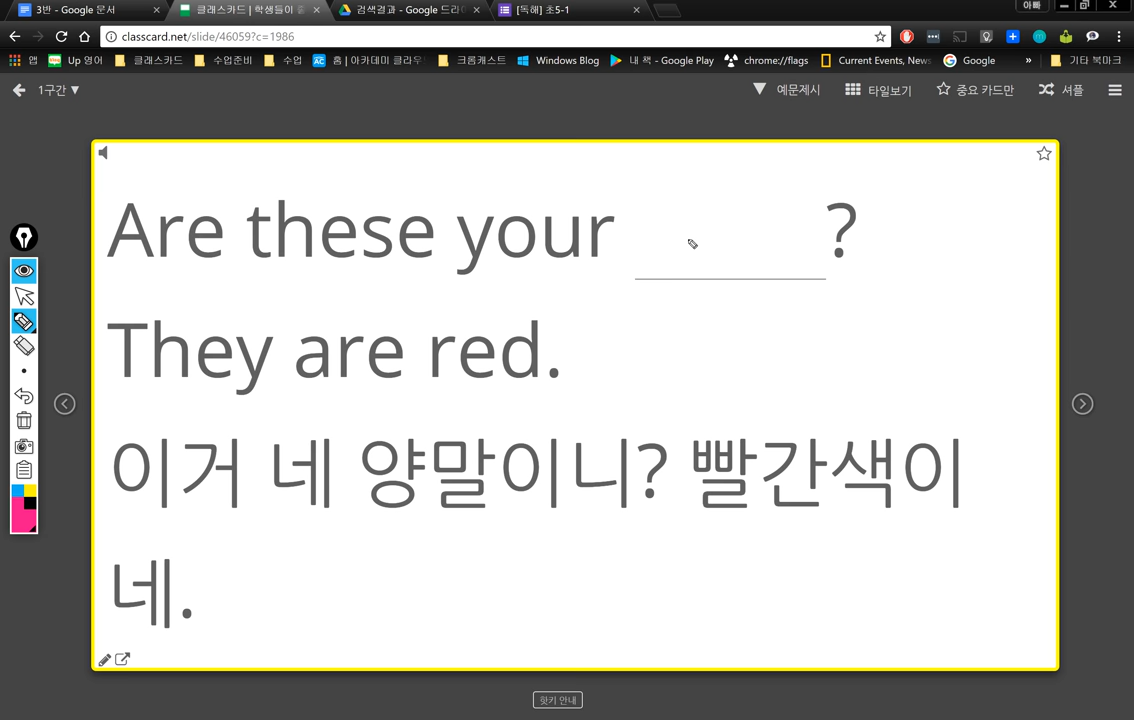 3반 - Google 문서
클래스카드 | 학생들이 좋
검색결과 - Google 드라이
[독해] 초5-1
아빠
classcard.net/slide/46059?c=1986
앱
Up 영어
클래스카드
수업준비
수업
홈 | 아카데미 클라우
크롬캐스트
Windows Blog
내 책 - Google Play
chrome://flags
Current Events, News
Google
»
기타 북마크
1구간 ▼
예문제시
타일보기
중요 카드만
셔플
Are these your ________?
They are red.
이거 네 양말이니? 빨간색이
네.
핫키 안내